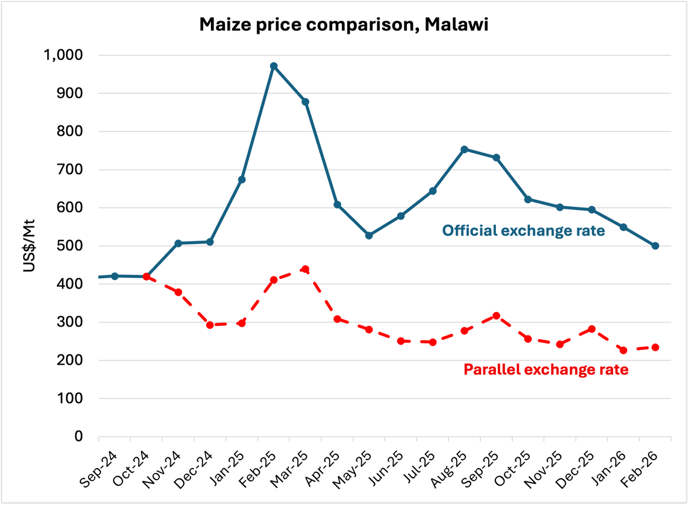 Maize price comparison, Malawi
US$/Mt
1,000
900
800
700
600
500
400
300
200
100
0
Official exchange rate
Parallel exchange rate
Sep-24
Oct-24
Nov-24
Dec-24
Jan-25
Feb-25
Mar-25
Apr-25
May-25
Jun-25
Jul-25
Aug-25
Sep-25
Oct-25
Nov-25
Dec-25
Jan-26
Feb-26